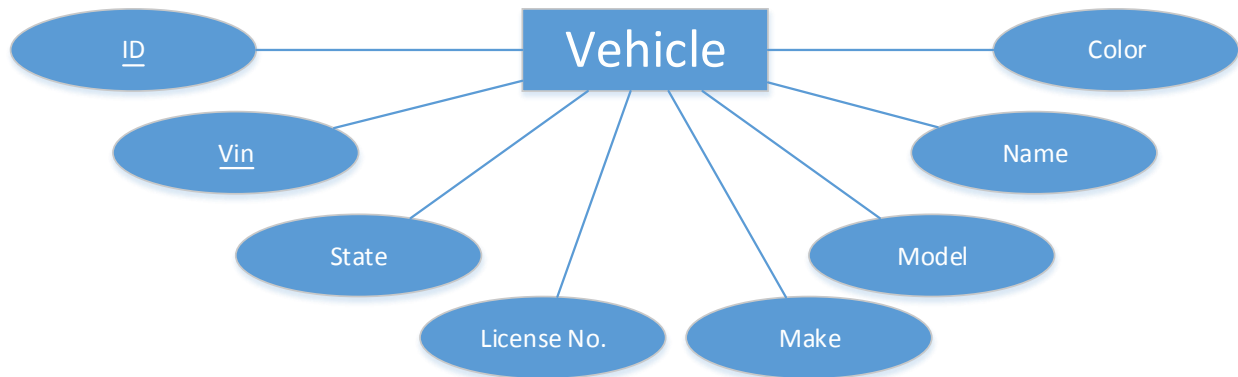 ID
Vehicle
Color
Vin
Name
State
Model
License No.
Make